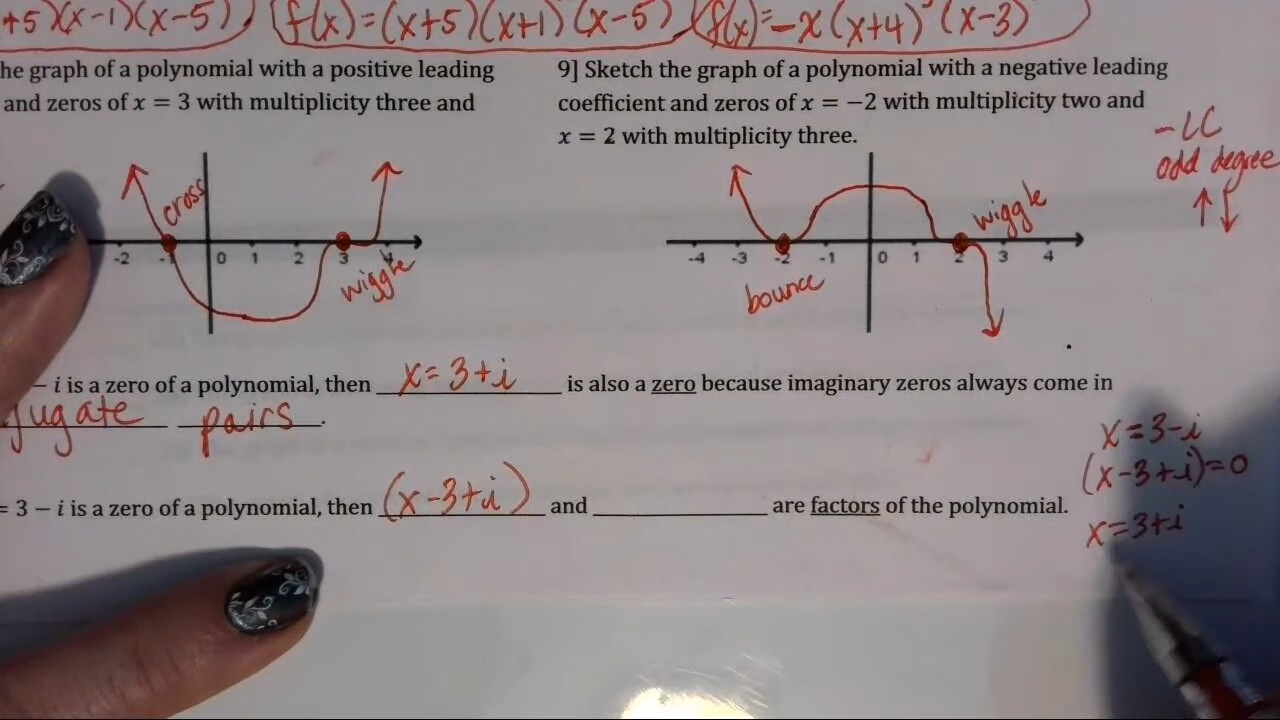 +5)(x-1)(x-5) f(x)=(x+5)(x+1) (x-5) f(x)=-x(x+4) (x-3)
he graph of a polynomial with a positive leading
and zeros of x = 3 with multiplicity three and
9] Sketch the graph of a polynomial with a negative leading
coefficient and zeros of x = −2 with multiplicity two and
x = 2 with multiplicity three.
-LC
odd degree
↑↓
cross
-2 -1 0 1 2 3 4
wiggle
wiggle
-4 -3 -2 -1 0 1 2 3 4
bounce
− i is a zero of a polynomial, then x = 3+i is also a zero because imaginary zeros always come in
jugate pairs.
x=3-i
(x-3+i)=0
x=3+i
= 3 − i is a zero of a polynomial, then (x-3+i) and ____________ are factors of the polynomial.